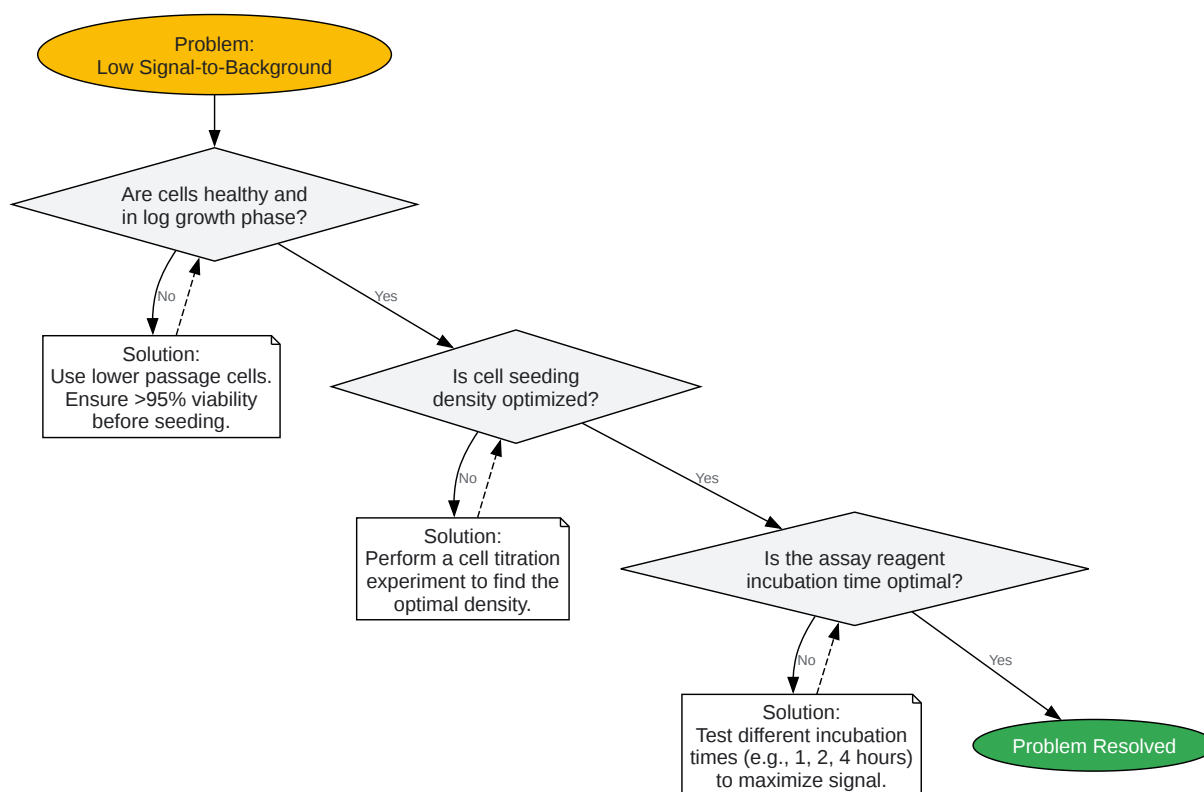 Problem:
Low Signal-to-Background
Are cells healthy and
in log growth phase?
No
Yes
Solution:
Use lower passage cells.
Ensure >95% viability
before seeding.
Is cell seeding
density optimized?
No
Yes
Solution:
Perform a cell titration
experiment to find the
optimal density.
Is the assay reagent
incubation time optimal?
No
Yes
Solution:
Test different incubation
times (e.g., 1, 2, 4 hours)
to maximize signal.
Problem Resolved